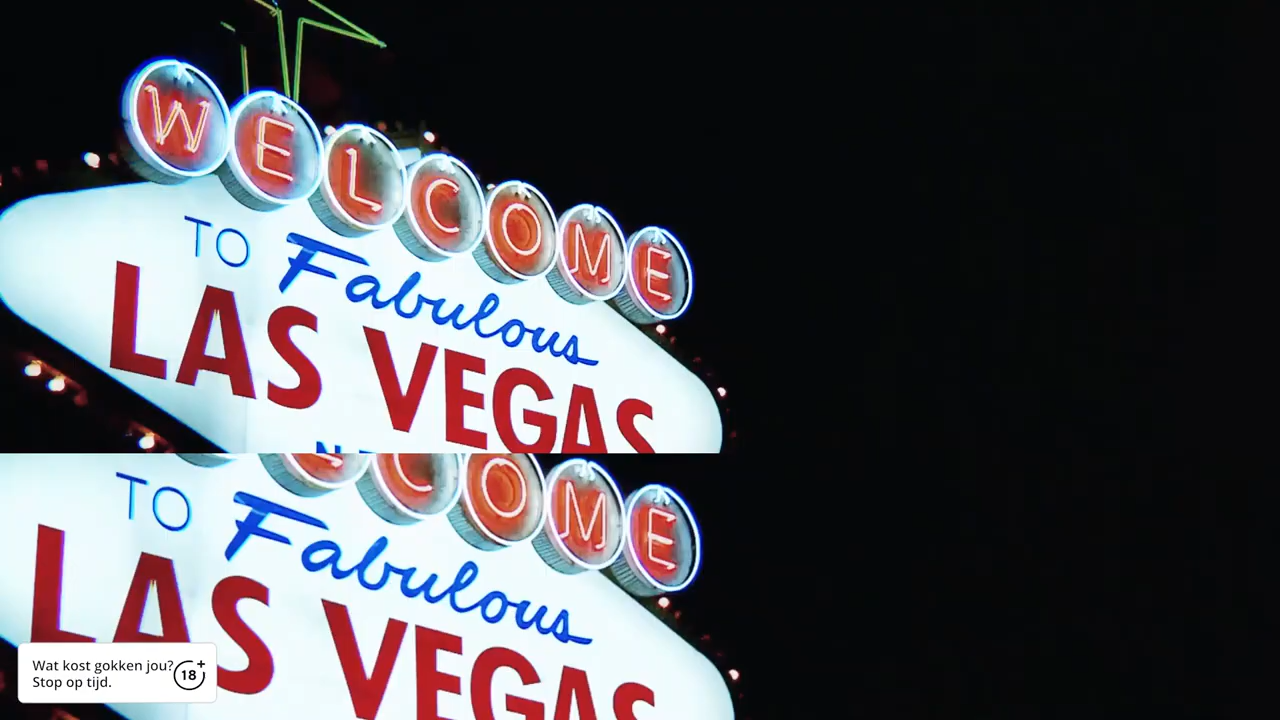 WELCOME
TO Fabulous
LAS VEGAS
COME
TO Fabulous
LAS VEGAS
Wat kost gokken jou?
Stop op tijd.
18+